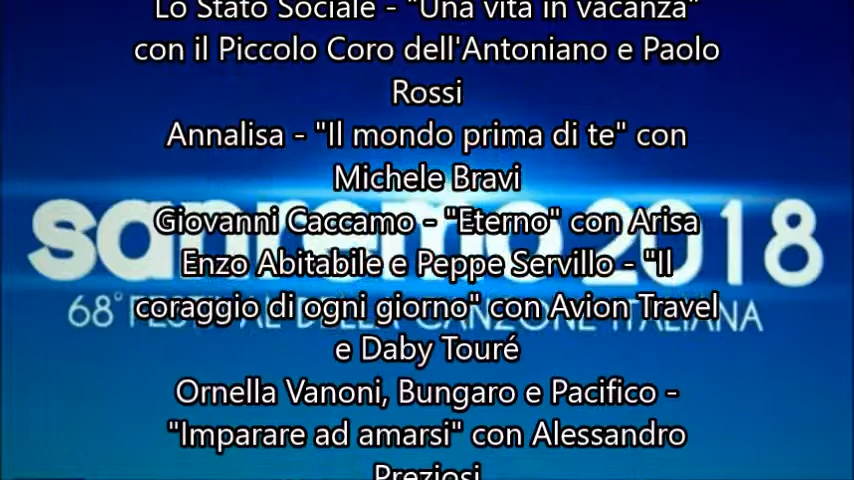 Lo Stato Sociale - "Una vita in vacanza"
con il Piccolo Coro dell'Antoniano e Paolo
Rossi
Annalisa - "Il mondo prima di te" con
Michele Bravi
Giovanni Caccamo - "Eterno" con Arisa
Enzo Abitabile e Peppe Servillo - "Il
coraggio di ogni giorno" con Avion Travel
e Daby Touré
Ornella Vanoni, Bungaro e Pacifico -
"Imparare ad amarsi" con Alessandro
Preziosi
sanremo 2018
68° FESTIVAL DELLA CANZONE ITALIANA